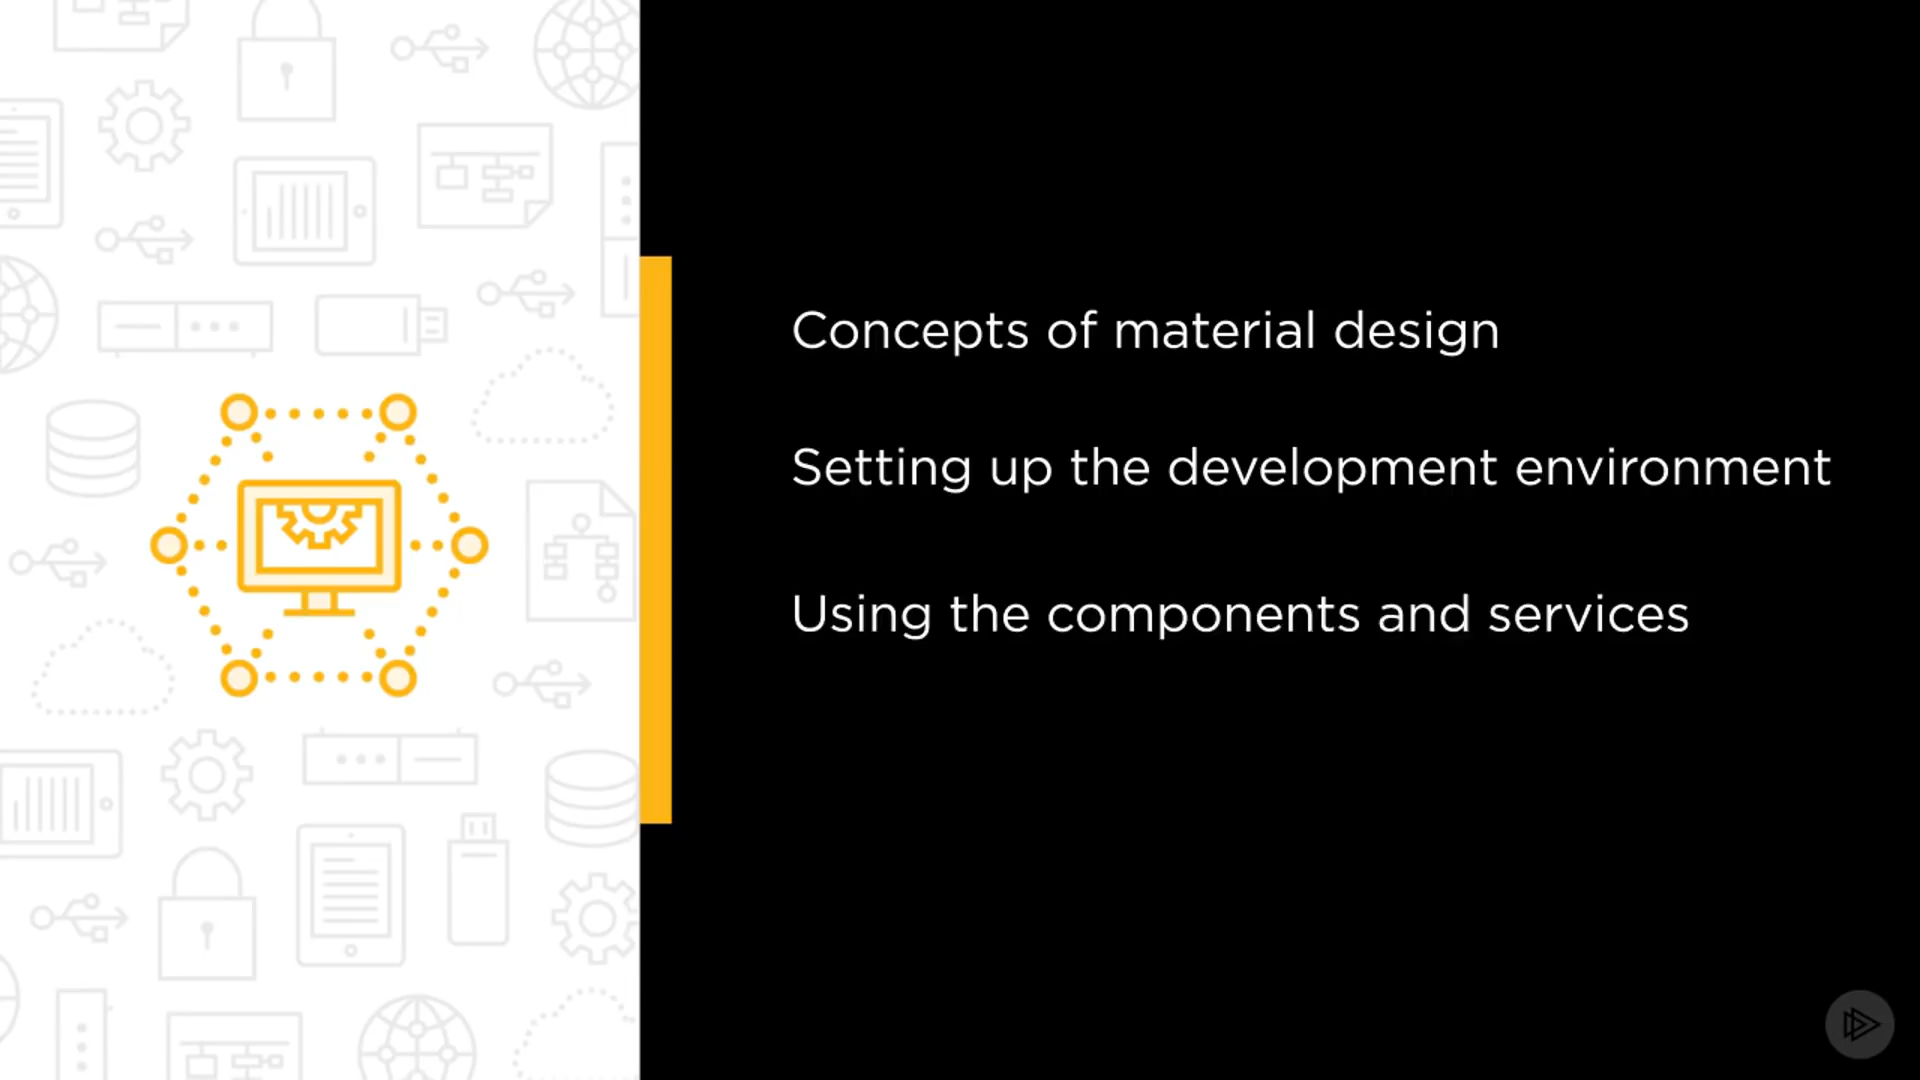 Concepts of material design
Setting up the development environment
Using the components and services